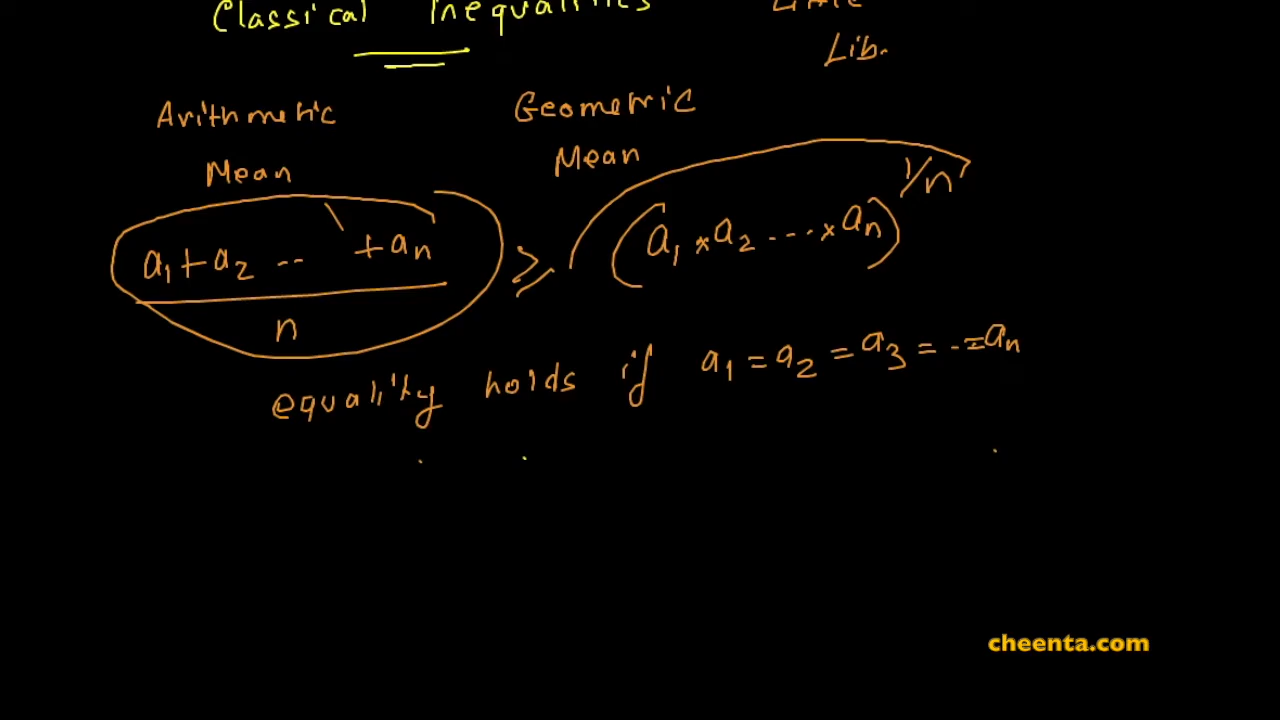 Classical Inequalities
Lib.
Arithmetic Mean
Geometric Mean
a₁+a₂ .. +aₙ
n
≥
(a₁×a₂ ....×aₙ)^1/n
equality holds if a₁=a₂=a₃=..=aₙ
cheenta.com